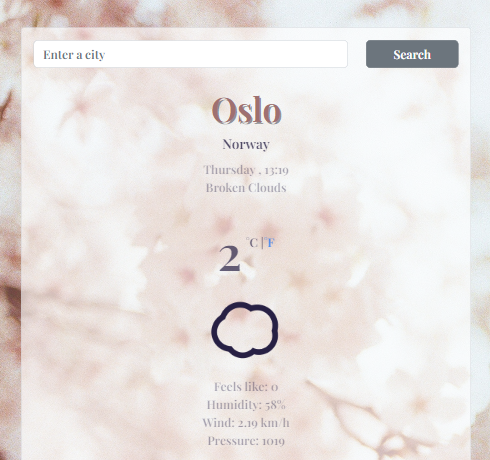 Enter a city
Search
Oslo
Norway
Thursday , 13:19
Broken Clouds
2 °C | °F
Feels like: 0
Humidity: 58%
Wind: 2.19 km/h
Pressure: 1019